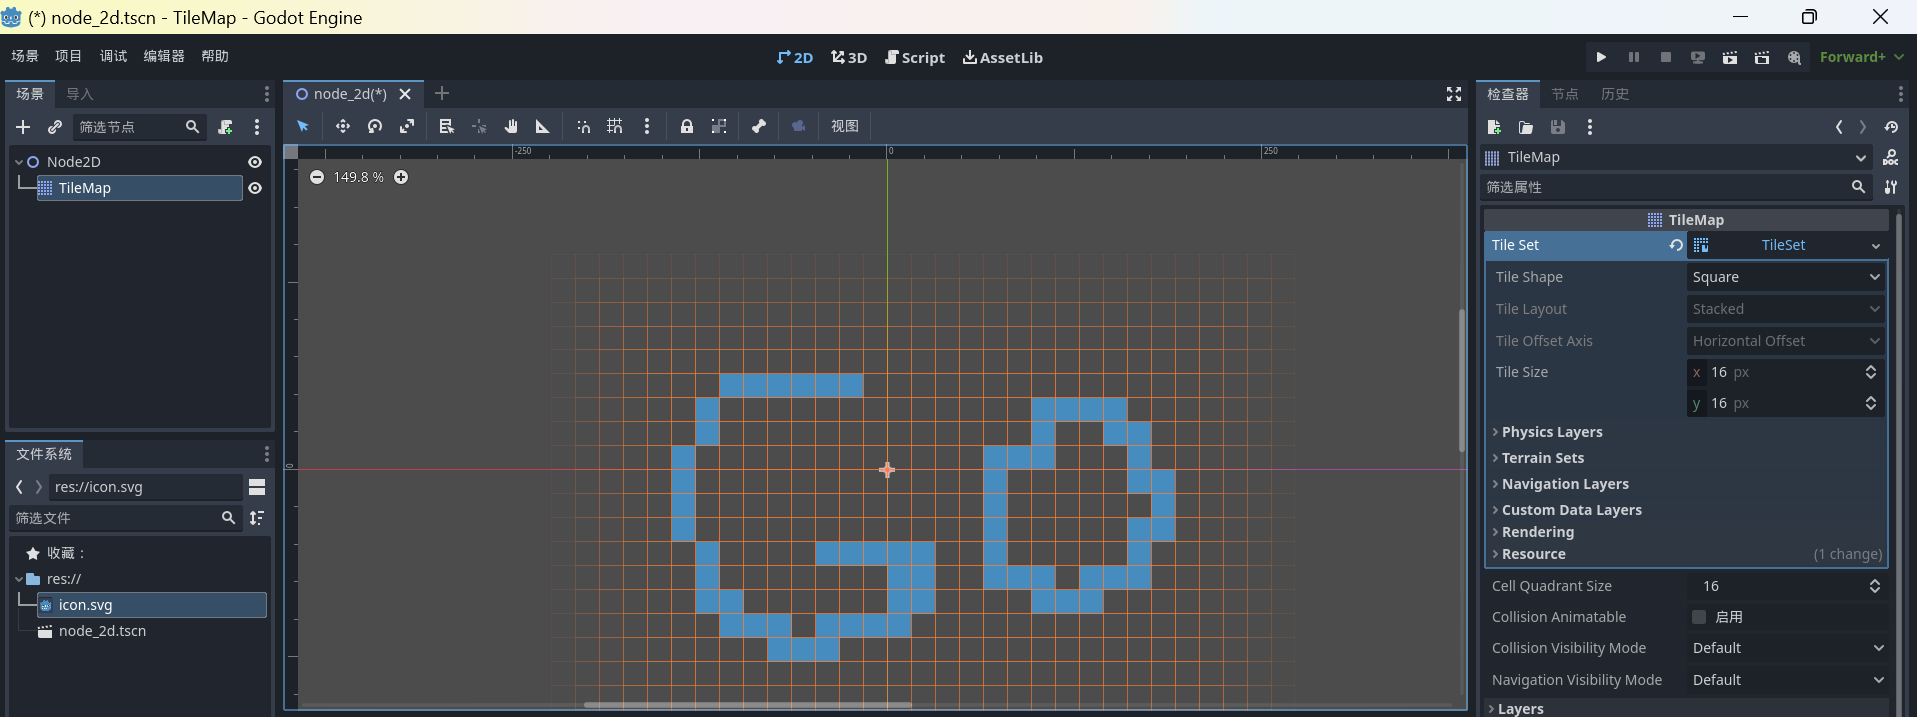 (*) node_2d.tscn - TileMap - Godot Engine
场景 项目 调试 编辑器 帮助
2D 3D Script AssetLib
Forward+
场景 导入
筛选节点
Node2D
TileMap
文件系统
res://icon.svg
筛选文件
收藏：
res://
icon.svg
node_2d.tscn
node_2d(*)
视图
-250 0 250
0
149.8 %
检查器 节点 历史
TileMap
筛选属性
TileMap
Tile Set TileSet
Tile Shape Square
Tile Layout Stacked
Tile Offset Axis Horizontal Offset
Tile Size x 16 px
y 16 px
Physics Layers
Terrain Sets
Navigation Layers
Custom Data Layers
Rendering
Resource (1 change)
Cell Quadrant Size 16
Collision Animatable 启用
Collision Visibility Mode Default
Navigation Visibility Mode Default
Layers